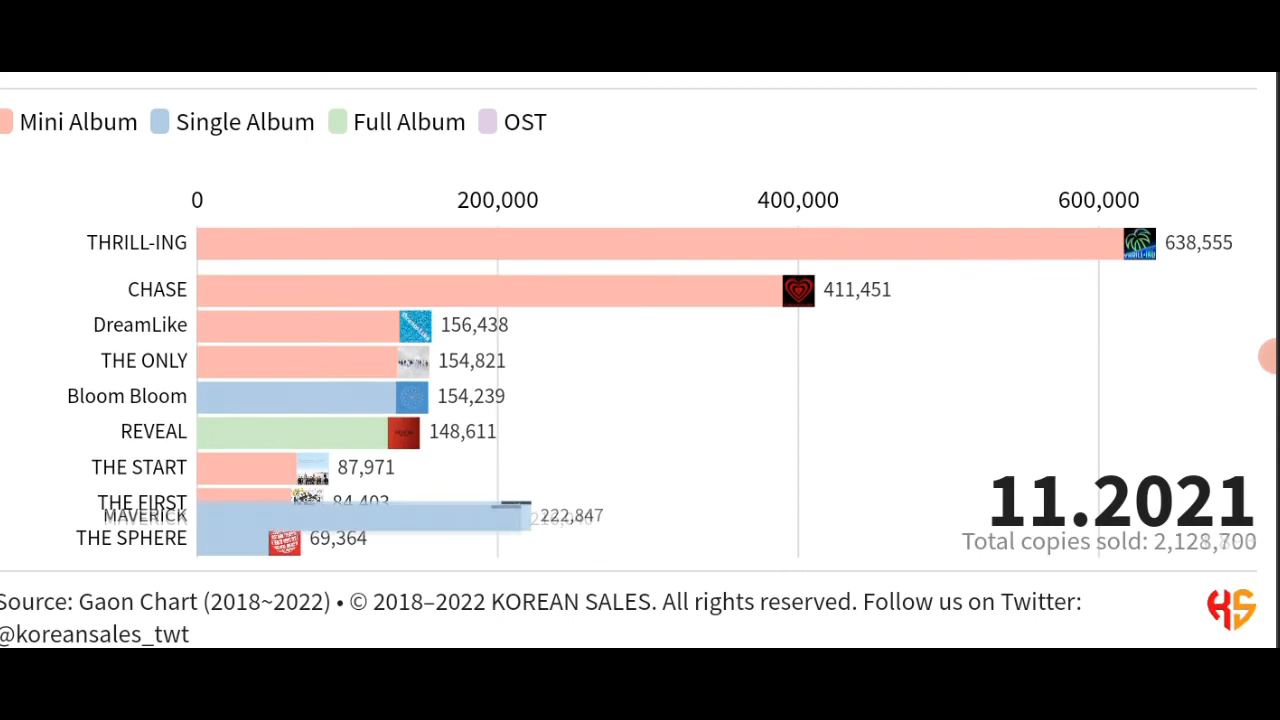 Mini Album Single Album Full Album OST
0 200,000 400,000 600,000
THRILL-ING 638,555
CHASE 411,451
DreamLike 156,438
THE ONLY 154,821
Bloom Bloom 154,239
REVEAL 148,611
THE START 87,971
THE FIRST 84,403
MAVERICK 222,847
THE SPHERE 69,364
11.2021
Total copies sold: 2,128,700
Source: Gaon Chart (2018~2022) • © 2018–2022 KOREAN SALES. All rights reserved. Follow us on Twitter:
@koreansales_twt